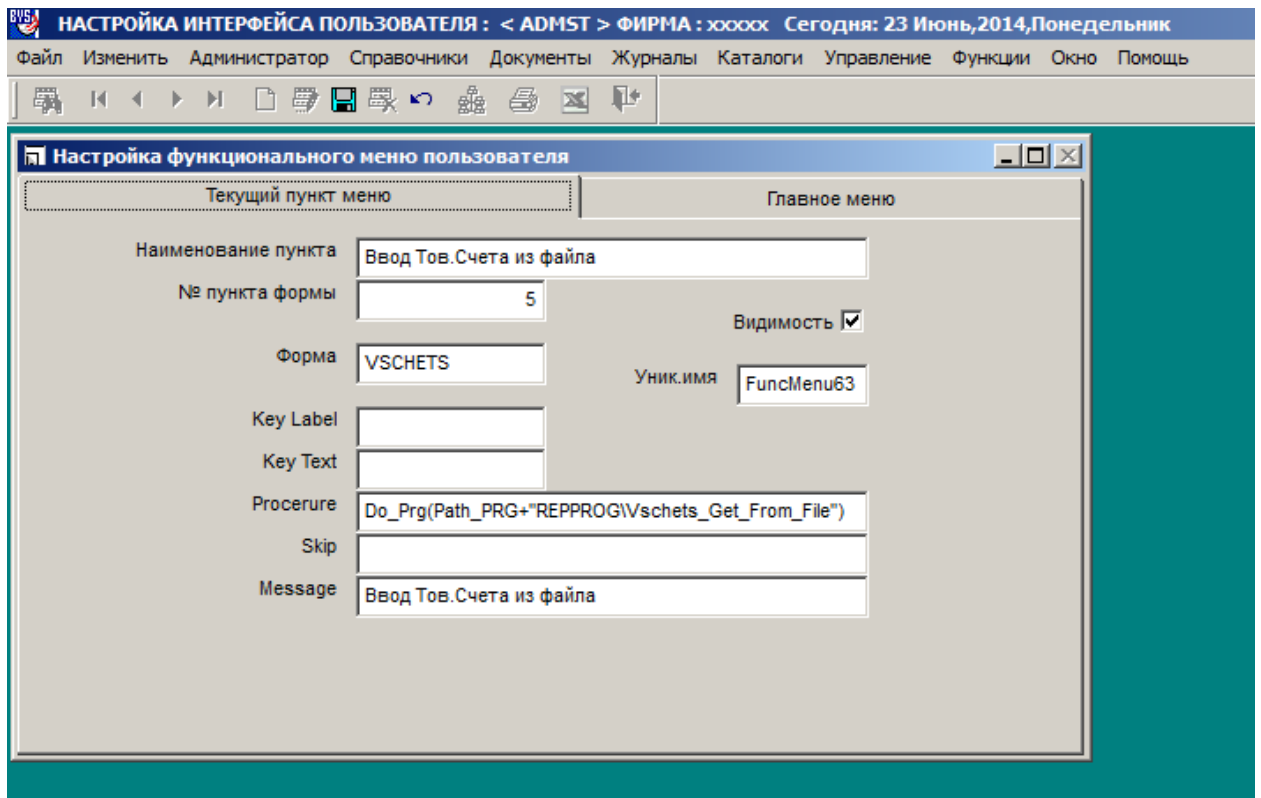 BVS НАСТРОЙКА ИНТЕРФЕЙСА ПОЛЬЗОВАТЕЛЯ : < ADMST > ФИРМА : xxxxx Сегодня: 23 Июнь,2014,Понедельник
Файл Изменить Администратор Справочники Документы Журналы Каталоги Управление Функции Окно Помощь
Настройка функционального меню пользователя
Текущий пункт меню Главное меню
Наименование пункта Ввод Тов.Счета из файла
№ пункта формы 5
Видимость
Форма VSCHETS
Уник.имя FuncMenu63
Key Label
Key Text
Procerure Do_Prg(Path_PRG+"REPPROG\Vschets_Get_From_File")
Skip
Message Ввод Тов.Счета из файла